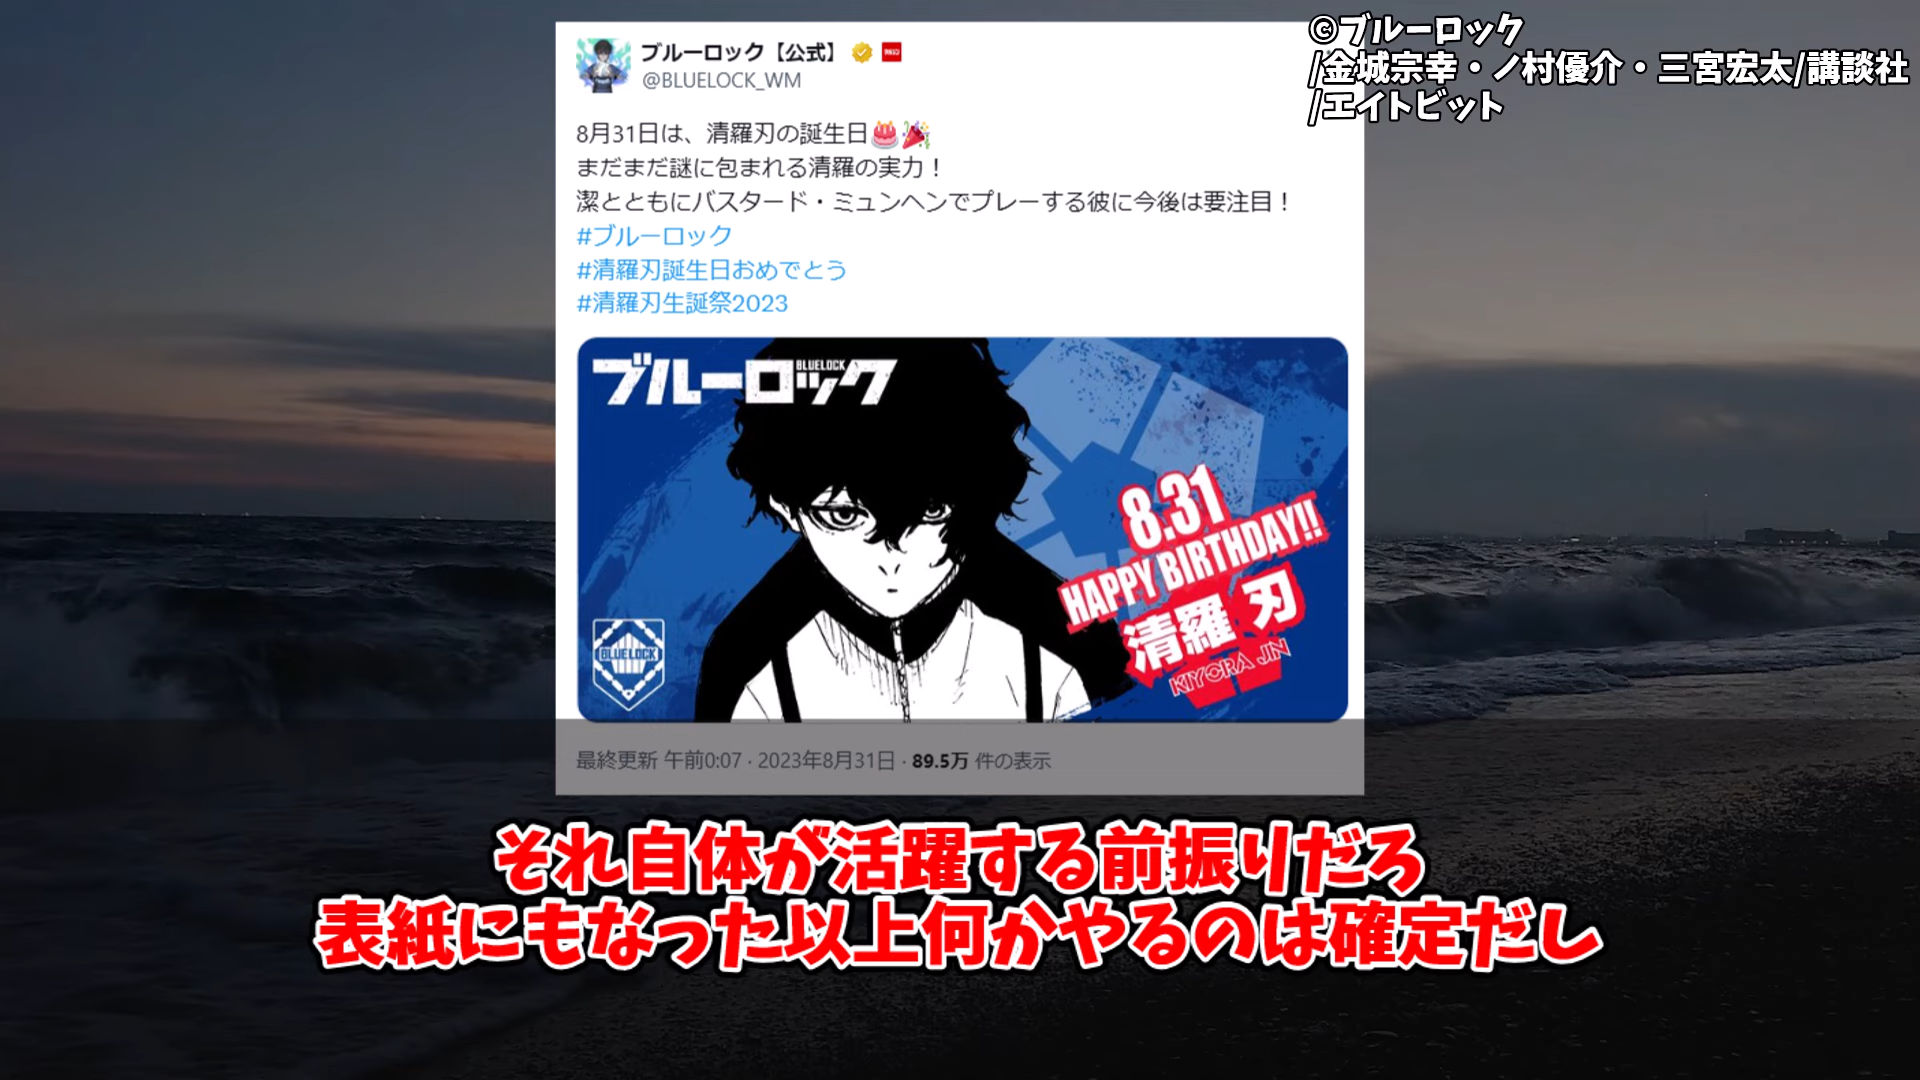 ©ブルーロック
/金城宗幸・ノ村優介・三宮宏太/講談社
/エイトビット
ブルーロック【公式】
@BLUELOCK_WM
8月31日は、清羅刃の誕生日🎂🎉
まだまだ謎に包まれる清羅の実力！
潔とともにバスタード・ミュンヘンでプレーする彼に今後は要注目！
#ブルーロック
#清羅刃誕生日おめでとう
#清羅刃生誕祭2023
ブルーロック
BLUELOCK
8.31
HAPPY BIRTHDAY!!
清羅 刃
KIYORA JIN
BLUE LOCK
最終更新 午前0:07 · 2023年8月31日 · 89.5万 件の表示
それ自体が活躍する前振りだろ
表紙にもなった以上何かやるのは確定だし